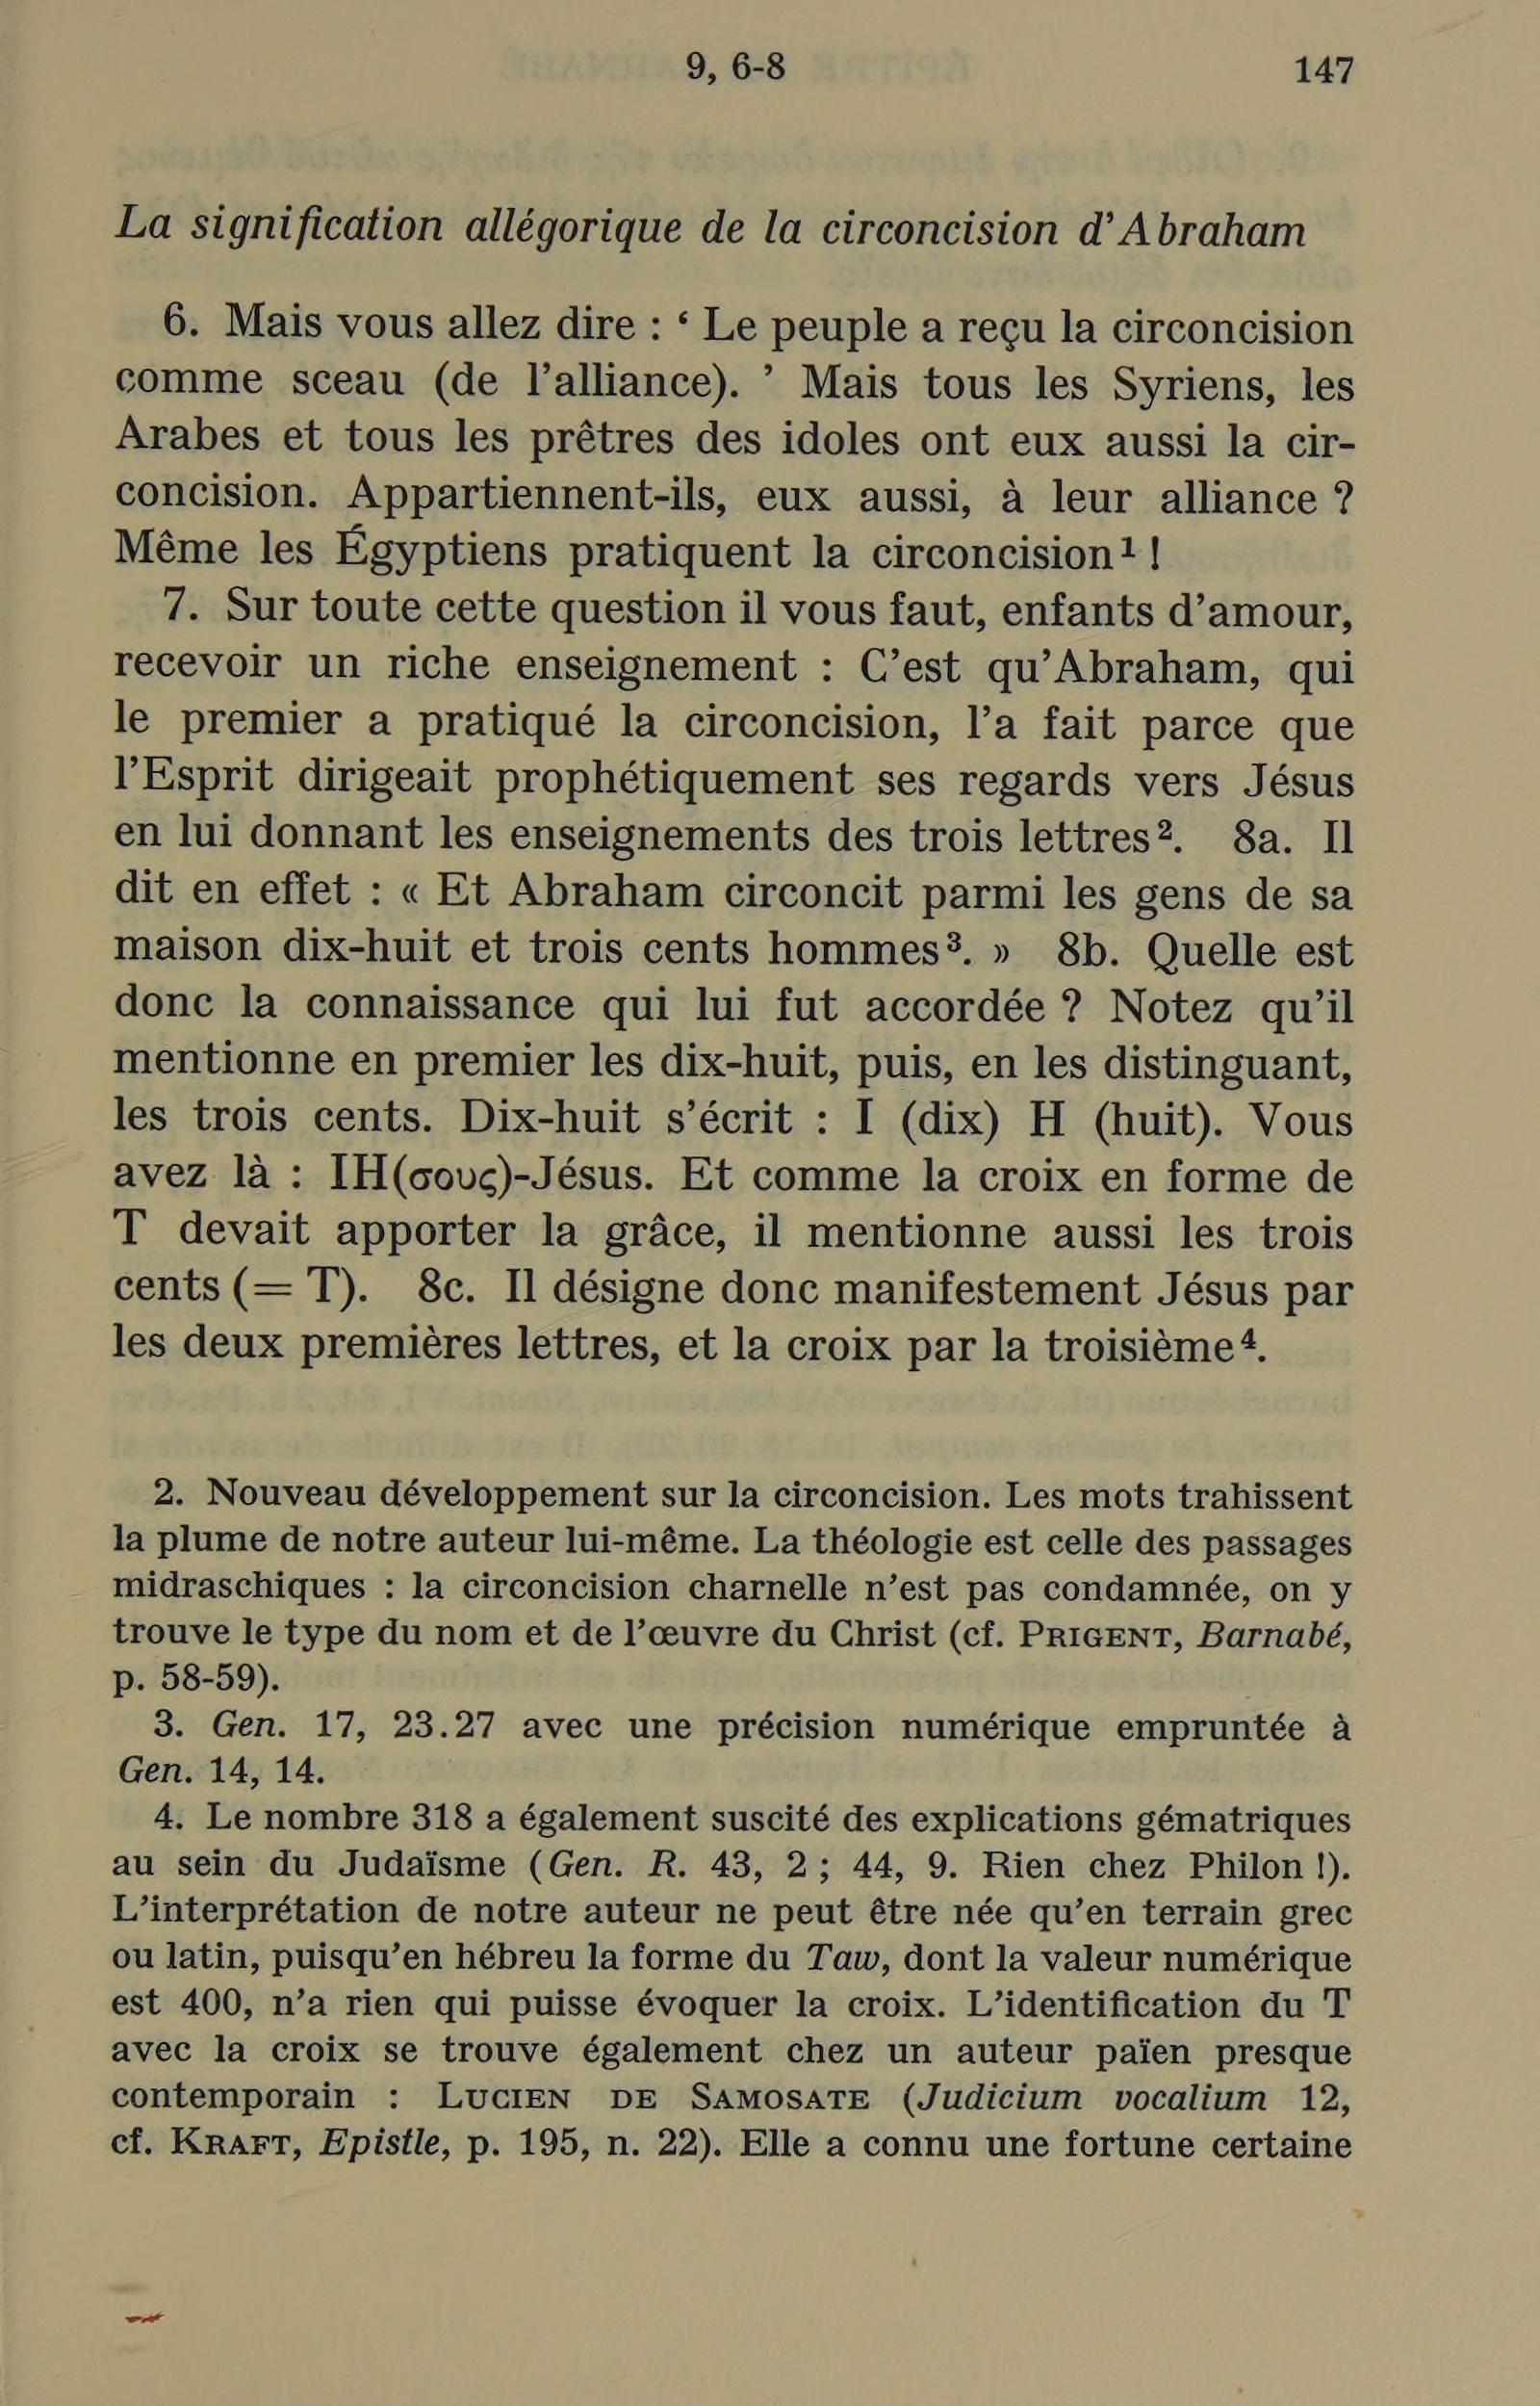 9, 6-8 147
La signification allégorique de la circoncision d'Abraham
6. Mais vous allez dire : ‘ Le peuple a reçu la circoncision
comme sceau (de l'alliance). ’ Mais tous les Syriens, les
Arabes et tous les prêtres des idoles ont eux aussi la cir-
concision. Appartiennent-ils, eux aussi, à leur alliance ?
Même les Égyptiens pratiquent la circoncision¹ !
7. Sur toute cette question il vous faut, enfants d'amour,
recevoir un riche enseignement : C'est qu'Abraham, qui
le premier a pratiqué la circoncision, l'a fait parce que
l'Esprit dirigeait prophétiquement ses regards vers Jésus
en lui donnant les enseignements des trois lettres². 8a. Il
dit en effet : « Et Abraham circoncit parmi les gens de sa
maison dix-huit et trois cents hommes³. » 8b. Quelle est
donc la connaissance qui lui fut accordée ? Notez qu'il
mentionne en premier les dix-huit, puis, en les distinguant,
les trois cents. Dix-huit s'écrit : I (dix) H (huit). Vous
avez là : IH(σους)-Jésus. Et comme la croix en forme de
T devait apporter la grâce, il mentionne aussi les trois
cents (= T). 8c. Il désigne donc manifestement Jésus par
les deux premières lettres, et la croix par la troisième⁴.
2. Nouveau développement sur la circoncision. Les mots trahissent
la plume de notre auteur lui-même. La théologie est celle des passages
midraschiques : la circoncision charnelle n'est pas condamnée, on y
trouve le type du nom et de l'œuvre du Christ (cf. PRIGENT, Barnabé,
p. 58-59).
3. Gen. 17, 23.27 avec une précision numérique empruntée à
Gen. 14, 14.
4. Le nombre 318 a également suscité des explications gématriques
au sein du Judaïsme (Gen. R. 43, 2 ; 44, 9. Rien chez Philon !).
L'interprétation de notre auteur ne peut être née qu'en terrain grec
ou latin, puisqu'en hébreu la forme du Taw, dont la valeur numérique
est 400, n'a rien qui puisse évoquer la croix. L'identification du T
avec la croix se trouve également chez un auteur païen presque
contemporain : LUCIEN DE SAMOSATE (Judicium vocalium 12,
cf. KRAFT, Epistle, p. 195, n. 22). Elle a connu une fortune certaine